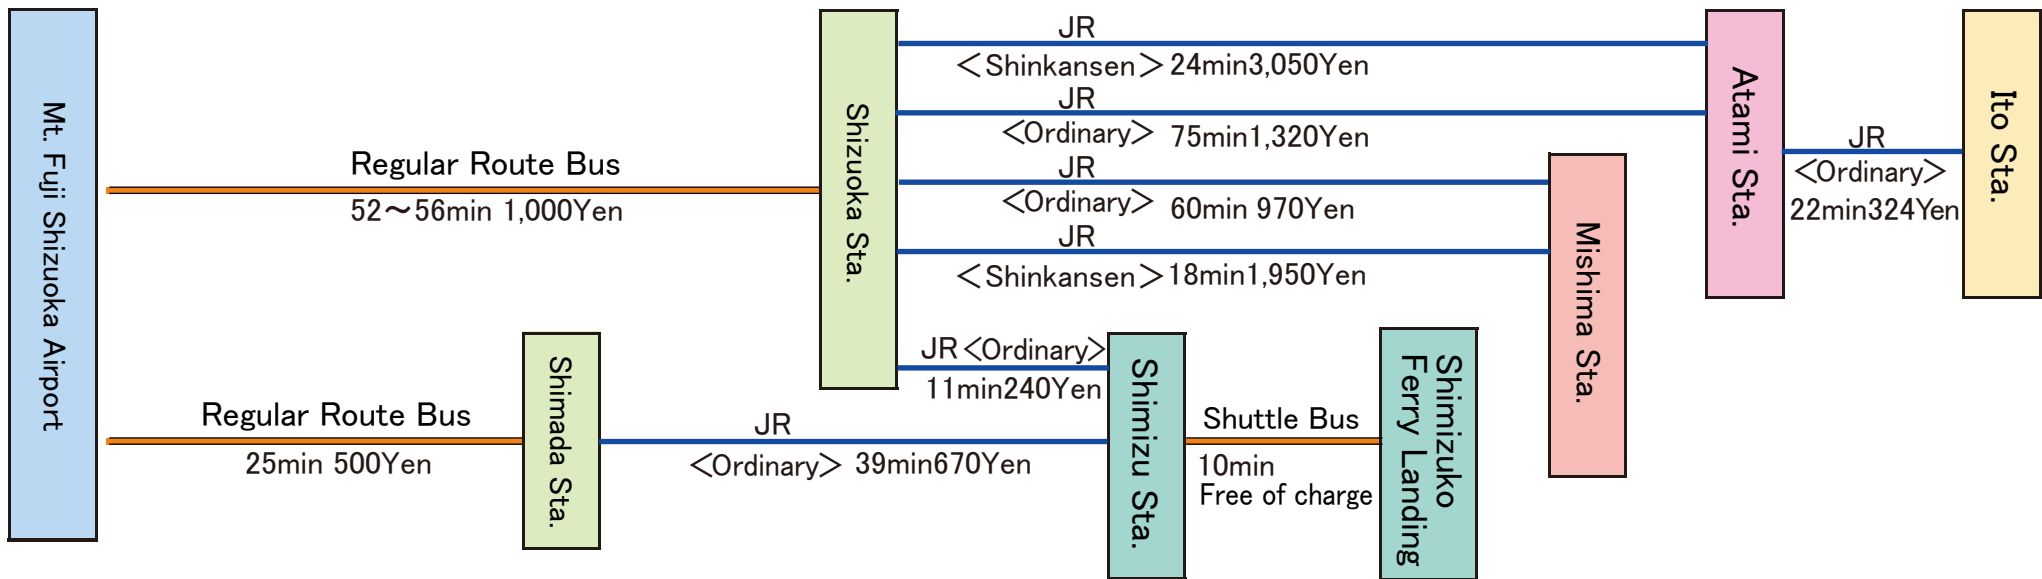 Mt. Fuji Shizuoka Airport
Regular Route Bus
52～56min 1,000Yen
Shizuoka Sta.
JR
＜Shinkansen＞ 24min3,050Yen
JR
＜Ordinary＞ 75min1,320Yen
JR
＜Ordinary＞ 60min 970Yen
JR
＜Shinkansen＞ 18min1,950Yen
Atami Sta.
JR
＜Ordinary＞
22min324Yen
Ito Sta.
Mishima Sta.
JR ＜Ordinary＞
11min240Yen
Regular Route Bus
25min 500Yen
Shimada Sta.
JR
＜Ordinary＞ 39min670Yen
Shimizu Sta.
Shuttle Bus
10min
Free of charge
Shimizuko
Ferry Landing